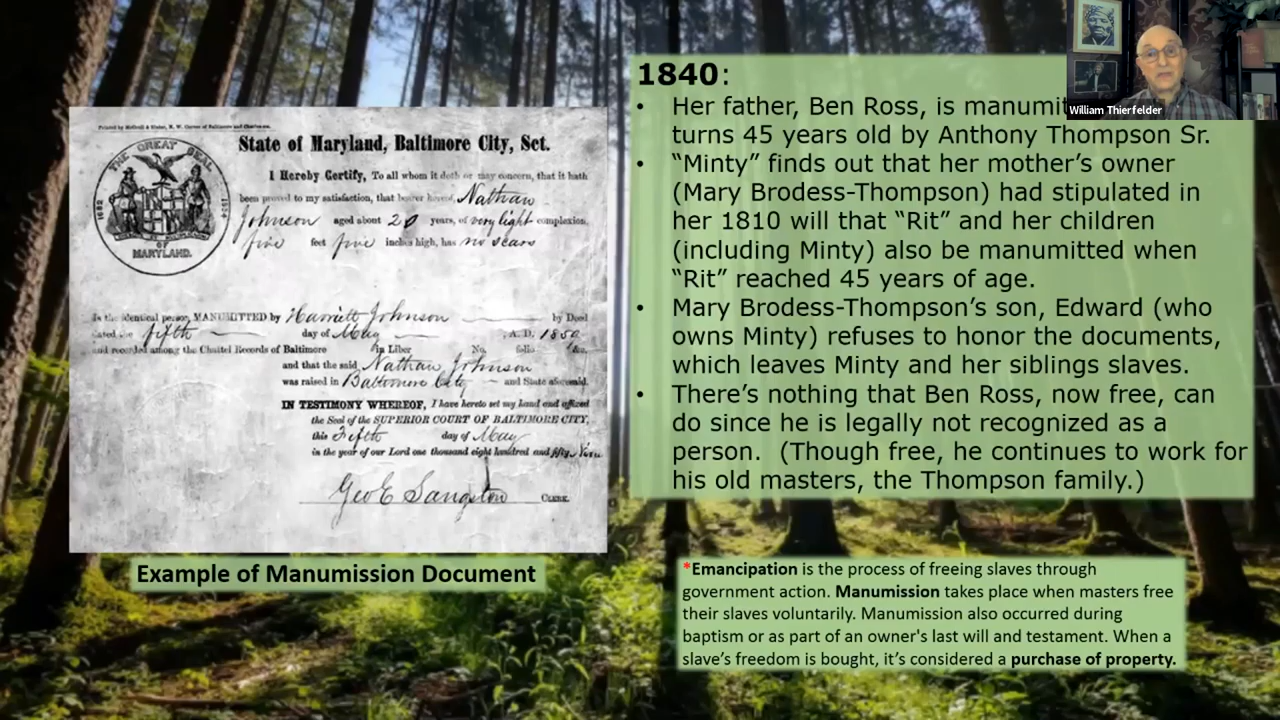 Printed by
State of Maryland, Baltimore City, Sct.
I Hereby Certify, To all whom it doth or may concern, that it hath
been proved to my satisfaction, that bearer hereof, Nathan
Johnson aged about 20 years, of very light complexion,
five feet five inches high, has no scars
THE GREAT SEAL
OF
MARYLAND.
is the identical person, MANUMITTED by Harriett Johnson by Deed
dated the fifth day of May A. D. 1850
and recorded among the Chattel Records of Baltimore in Liber No. folio &c.
and that the said Nathan Johnson
was raised in Baltimore City and State aforesaid.
IN TESTIMONY WHEREOF, I have hereto set my hand and affixed
the Seal of the SUPERIOR COURT OF BALTIMORE CITY,
this Fifth day of May
in the year of our Lord one thousand eight hundred and fifty
Geo E Sangston CLERK.
Example of Manumission Document
1840:
• Her father, Ben Ross, is
turns 45 years old by Anthony Thompson Sr.
• “Minty” finds out that her mother’s owner
(Mary Brodess-Thompson) had stipulated in
her 1810 will that “Rit” and her children
(including Minty) also be manumitted when
“Rit” reached 45 years of age.
• Mary Brodess-Thompson’s son, Edward (who
owns Minty) refuses to honor the documents,
which leaves Minty and her siblings slaves.
• There’s nothing that Ben Ross, now free, can
do since he is legally not recognized as a
person. (Though free, he continues to work for
his old masters, the Thompson family.)
*Emancipation is the process of freeing slaves through
government action. Manumission takes place when masters free
their slaves voluntarily. Manumission also occurred during
baptism or as part of an owner's last will and testament. When a
slave’s freedom is bought, it’s considered a purchase of property.
William Thierfelder